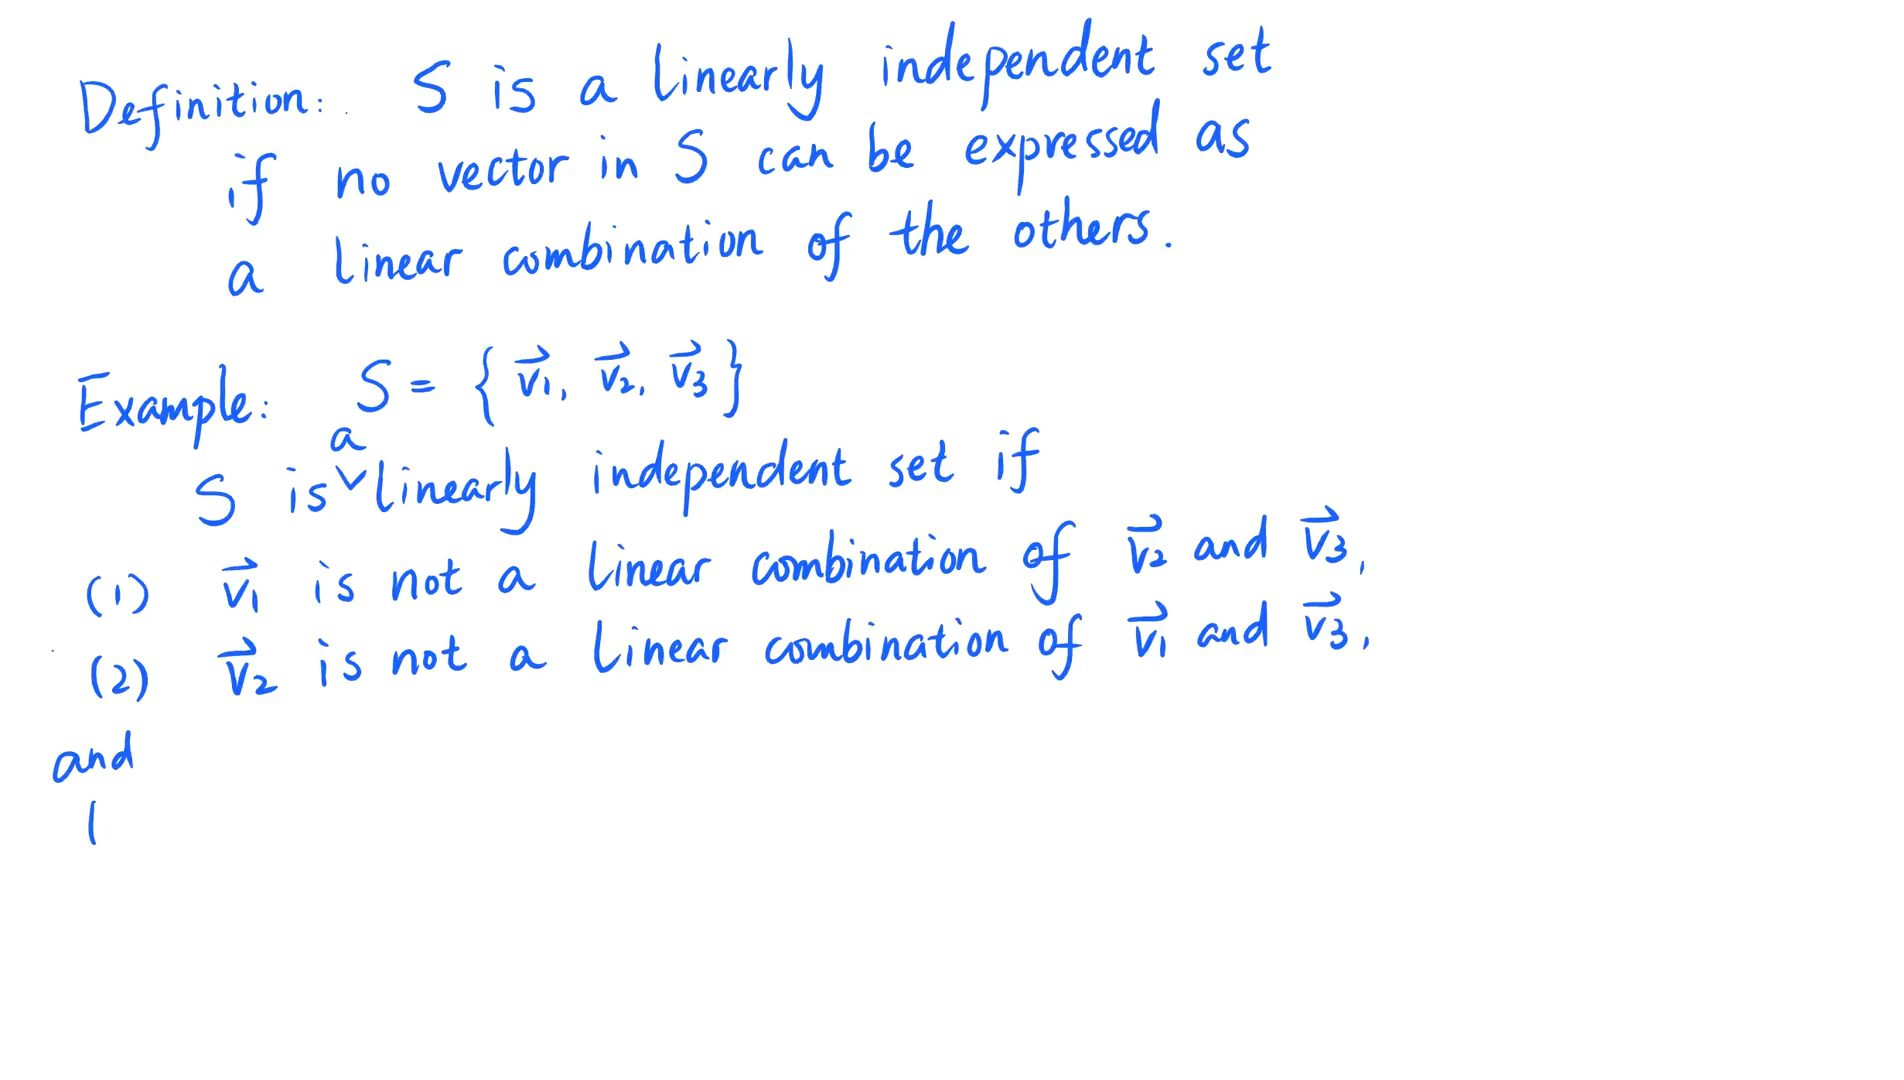 Definition: S is a linearly independent set
if no vector in S can be expressed as
a linear combination of the others.
Example: S = { v⃗1, v⃗2, v⃗3 }
S is a linearly independent set if
(1) v⃗1 is not a linear combination of v⃗2 and v⃗3,
(2) v⃗2 is not a linear combination of v⃗1 and v⃗3,
and
(